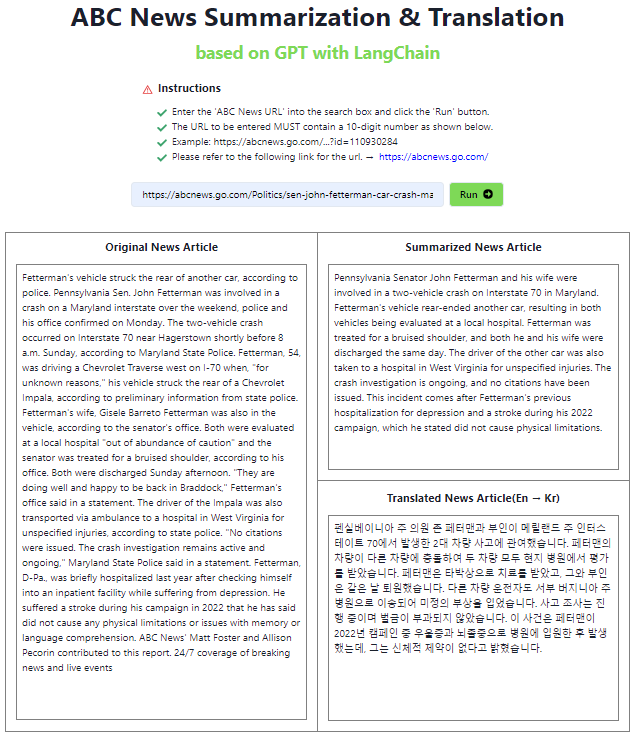 ABC News Summarization & Translation
based on GPT with LangChain
Instructions
Enter the 'ABC News URL' into the search box and click the 'Run' button.
The URL to be entered MUST contain a 10-digit number as shown below.
Example: https://abcnews.go.com/...?id=110930284
Please refer to the following link for the url. → https://abcnews.go.com/
https://abcnews.go.com/Politics/sen-john-fetterman-car-crash-ma
Run
Original News Article
Fetterman's vehicle struck the rear of another car, according to
police. Pennsylvania Sen. John Fetterman was involved in a
crash on a Maryland interstate over the weekend, police and
his office confirmed on Monday. The two-vehicle crash
occurred on Interstate 70 near Hagerstown shortly before 8
a.m. Sunday, according to Maryland State Police. Fetterman, 54,
was driving a Chevrolet Traverse west on I-70 when, "for
unknown reasons," his vehicle struck the rear of a Chevrolet
Impala, according to preliminary information from state police.
Fetterman's wife, Gisele Barreto Fetterman was also in the
vehicle, according to the senator's office. Both were evaluated
at a local hospital "out of abundance of caution" and the
senator was treated for a bruised shoulder, according to his
office. Both were discharged Sunday afternoon. "They are
doing well and happy to be back in Braddock," Fetterman's
office said in a statement. The driver of the Impala was also
transported via ambulance to a hospital in West Virginia for
unspecified injuries, according to state police. "No citations
were issued. The crash investigation remains active and
ongoing," Maryland State Police said in a statement. Fetterman,
D-Pa., was briefly hospitalized last year after checking himself
into an inpatient facility while suffering from depression. He
suffered a stroke during his campaign in 2022 that he has said
did not cause any physical limitations or issues with memory or
language comprehension. ABC News' Matt Foster and Allison
Pecorin contributed to this report. 24/7 coverage of breaking
news and live events
Summarized News Article
Pennsylvania Senator John Fetterman and his wife were
involved in a two-vehicle crash on Interstate 70 in Maryland.
Fetterman's vehicle rear-ended another car, resulting in both
vehicles being evaluated at a local hospital. Fetterman was
treated for a bruised shoulder, and both he and his wife were
discharged the same day. The driver of the other car was also
taken to a hospital in West Virginia for unspecified injuries. The
crash investigation is ongoing, and no citations have been
issued. This incident comes after Fetterman's previous
hospitalization for depression and a stroke during his 2022
campaign, which he stated did not cause physical limitations.
Translated News Article(En → Kr)
펜실베이니아 주 의원 존 페터맨과 부인이 메릴랜드 주 인터스
테이트 70에서 발생한 2대 차량 사고에 관여했습니다. 페터맨의
차량이 다른 차량에 충돌하여 두 차량 모두 현지 병원에서 평가
를 받았습니다. 페터맨은 타박상으로 치료를 받았고, 그와 부인
은 같은 날 퇴원했습니다. 다른 차량 운전자도 서부 버지니아 주
병원으로 이송되어 미정의 부상을 입었습니다. 사고 조사는 진
행 중이며 벌금이 부과되지 않았습니다. 이 사건은 페터맨이
2022년 캠페인 중 우울증과 뇌졸중으로 병원에 입원한 후 발생
했는데, 그는 신체적 제약이 없다고 밝혔습니다.